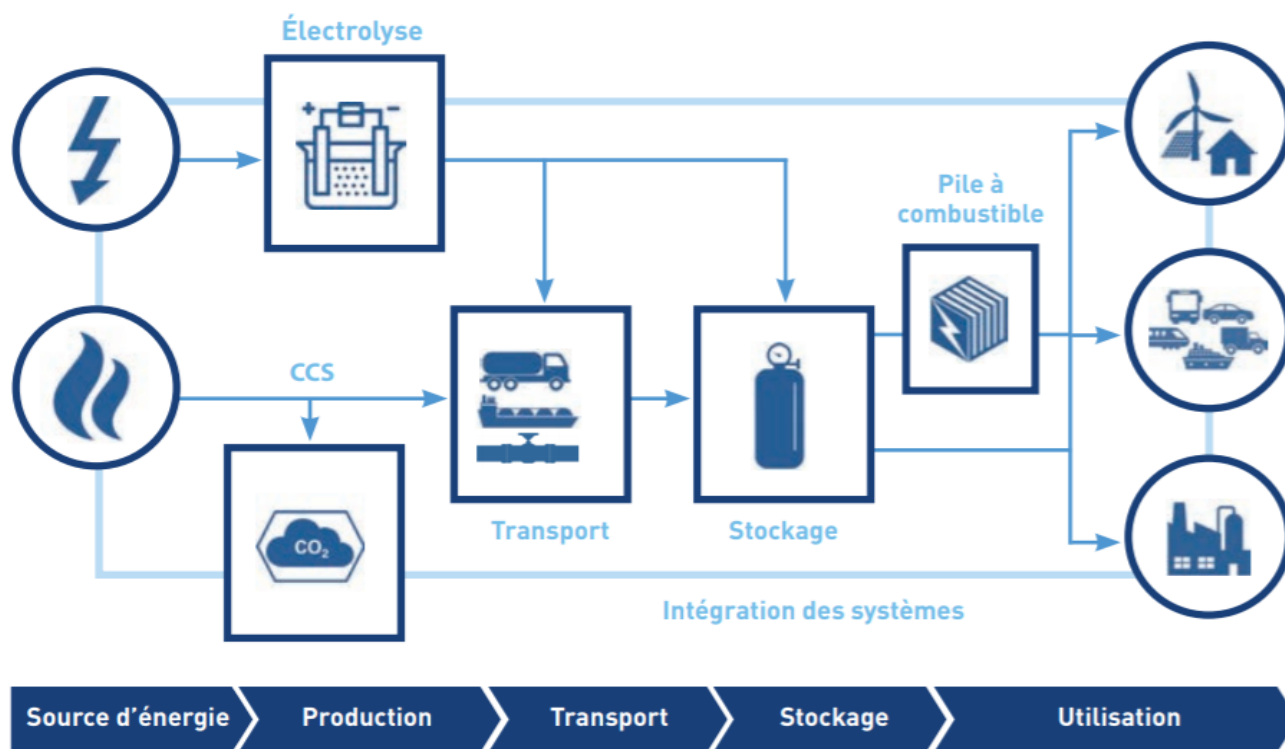 Électrolyse
+ −
Pile à
combustible
CCS
CO₂
Transport
Stockage
Intégration des systèmes
Source d'énergie
Production
Transport
Stockage
Utilisation